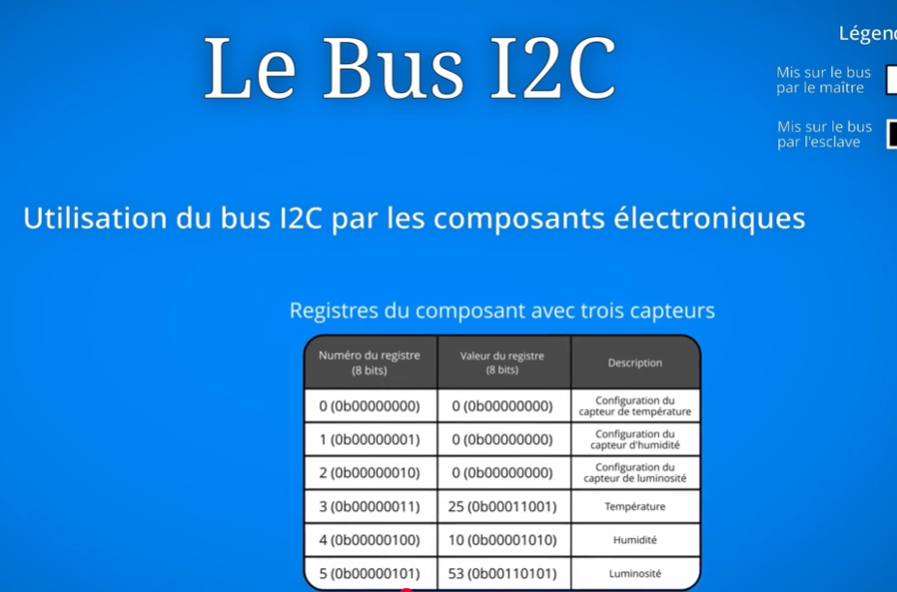 Le Bus I2C
Mis sur le bus
par le maître
Mis sur le bus
par l'esclave
Utilisation du bus I2C par les composants électroniques
Registres du composant avec trois capteurs
Numéro du registre
(8 bits)
Valeur du registre
(8 bits)
Description
0 (0b00000000)
0 (0b00000000)
Configuration du
capteur de température
1 (0b00000001)
0 (0b00000000)
Configuration du
capteur d'humidité
2 (0b00000010)
0 (0b00000000)
Configuration du
capteur de luminosité
3 (0b00000011)
25 (0b00011001)
Température
4 (0b00000100)
10 (0b00001010)
Humidité
5 (0b00000101)
53 (0b00110101)
Luminosité